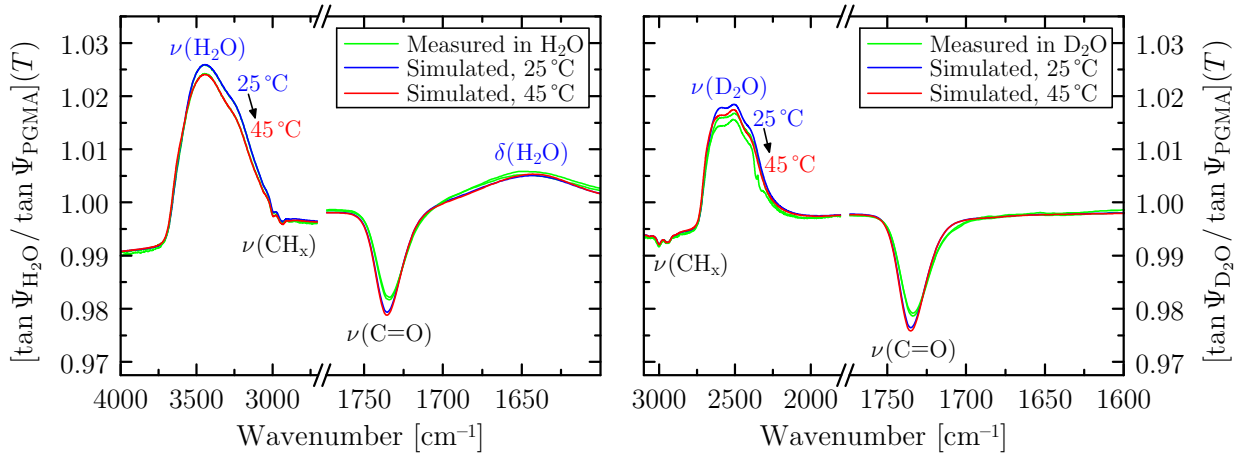 [tan Ψ_H₂O / tan Ψ_PGMA](T)
1.03
1.02
1.01
1.00
0.99
0.98
0.97
ν(H₂O)
25 °C
45 °C
ν(CHₓ)
ν(C=O)
δ(H₂O)
Measured in H₂O
Simulated, 25 °C
Simulated, 45 °C
4000 3500 3000 1750 1700 1650
Wavenumber [cm⁻¹]
ν(D₂O)
25 °C
45 °C
ν(CHₓ)
ν(C=O)
Measured in D₂O
Simulated, 25 °C
Simulated, 45 °C
3000 2500 2000 1750 1700 1650 1600
Wavenumber [cm⁻¹]
1.03
1.02
1.01
1.00
0.99
0.98
0.97
[tan Ψ_D₂O / tan Ψ_PGMA](T)